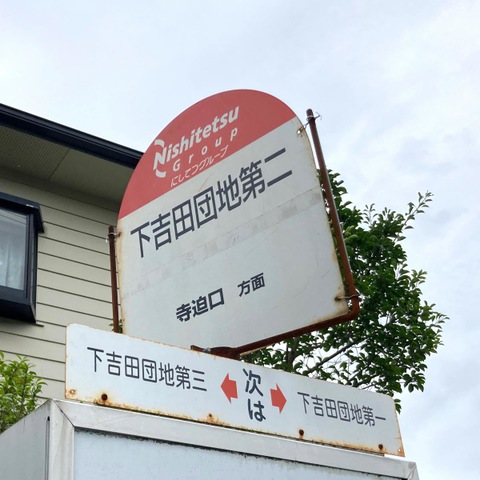 Nishitetsu
Group
にしてつグループ
下吉田団地第二
寺迫口 方面
下吉田団地第三 ← 次は → 下吉田団地第一